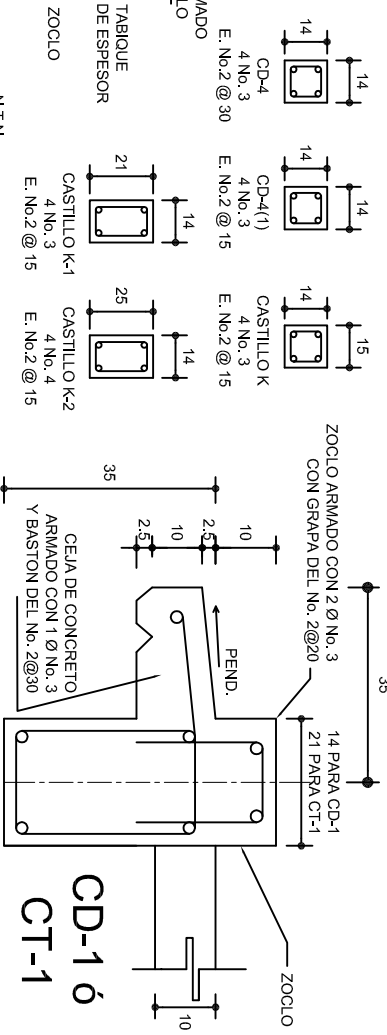 14
14
CD-4
4 No. 3
E. No.2 @ 30
14
14
CD-4(1)
4 No. 3
E. No.2 @ 15
14
15
CASTILLO K
4 No. 3
E. No.2 @ 15
TABIQUE
DE ESPESOR
ZOCLO
21
14
CASTILLO K-1
4 No. 3
E. No.2 @ 15
25
14
CASTILLO K-2
4 No. 4
E. No.2 @ 15
ZOCLO ARMADO CON 2 Ø No. 3
CON GRAPA DEL No. 2@20
35
14 PARA CD-1
21 PARA CT-1
10
2.5
10
2.5
35
PEND.
CEJA DE CONCRETO
ARMADO CON 1 Ø No. 3
Y BASTON DEL No. 2@30
ZOCLO
10
CD-1 ó
CT-1